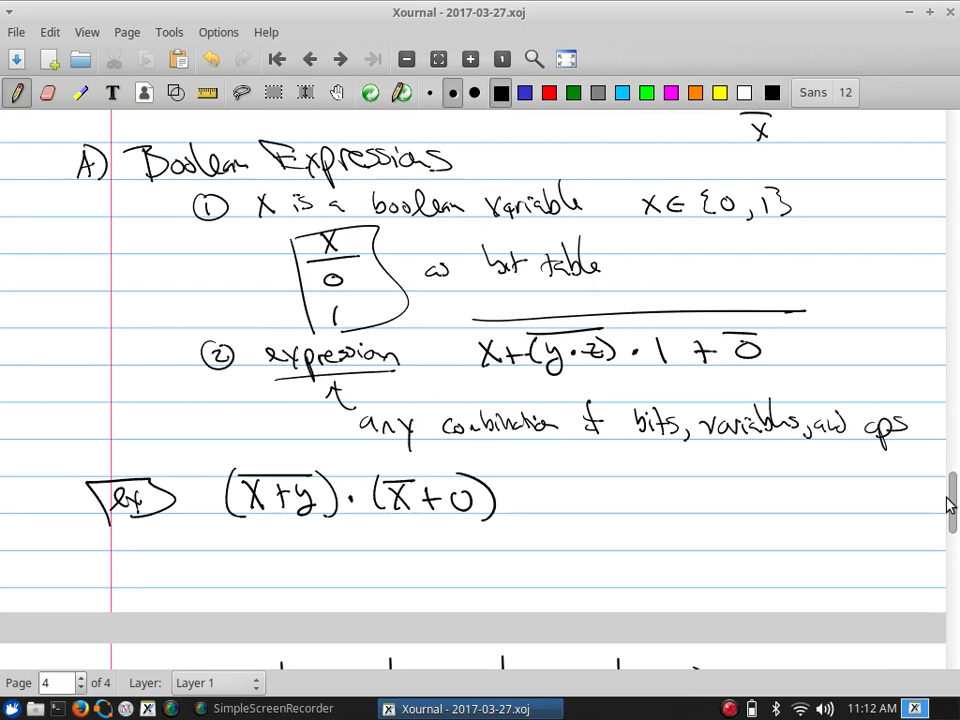 Xournal - 2017-03-27.xoj
File Edit View Page Tools Options Help
Sans 12
x̅
A) Boolean Expressions
① X is a boolean variable x ∈ {0,1}
X
0
1
as bit table
② expression x+(y·z)·1 + 0
any combination of bits, variables, and ops
ex (x+y)·(x+0)
Page 4 of 4 Layer: Layer 1
SimpleScreenRecorder Xournal - 2017-03-27.xoj 11:12 AM